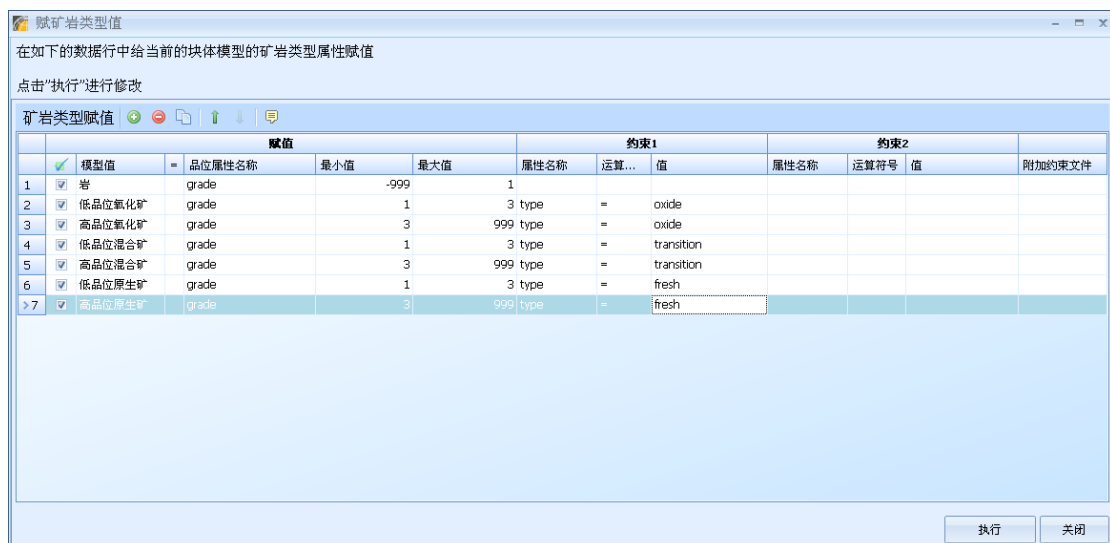 赋矿岩类型值
在如下的数据行中给当前的块体模型的矿岩类型属性赋值
点击"执行"进行修改
矿岩类型赋值
赋值 约束1 约束2
模型值 = 品位属性名称 最小值 最大值 属性名称 运算... 值 属性名称 运算符号 值 附加约束文件
1 岩 grade -999 1
2 低品位氧化矿 grade 1 3 type = oxide
3 高品位氧化矿 grade 3 999 type = oxide
4 低品位混合矿 grade 1 3 type = transition
5 高品位混合矿 grade 3 999 type = transition
6 低品位原生矿 grade 1 3 type = fresh
>7 高品位原生矿 grade 3 999 type = fresh
执行 关闭